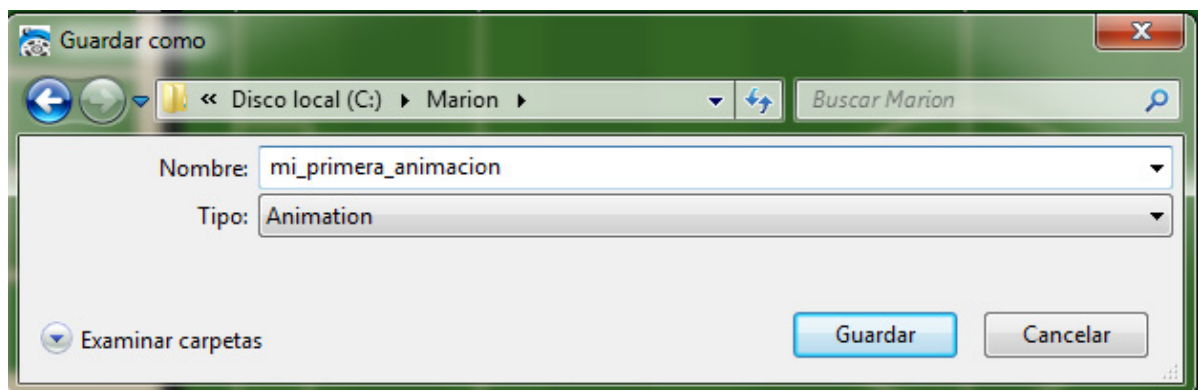 Guardar como
« Disco local (C:) Marion Buscar Marion
Nombre: mi_primera_animacion
Tipo: Animation
Examinar carpetas Guardar Cancelar